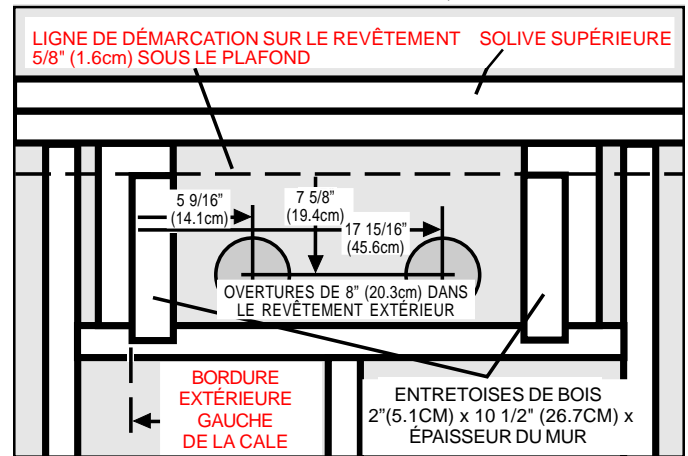 LIGNE DE DÉMARCATION SUR LE REVÊTEMENT
5/8" (1.6cm) SOUS LE PLAFOND
SOLIVE SUPÉRIEURE
5 9/16"
(14.1cm)
7 5/8"
(19.4cm)
17 15/16"
(45.6cm)
OVERTURES DE 8" (20.3cm) DANS
LE REVÊTEMENT EXTÉRIEUR
BORDURE
EXTÉRIEURE
GAUCHE
DE LA CALE
ENTRETOISES DE BOIS
2"(5.1CM) x 10 1/2" (26.7CM) x
ÉPAISSEUR DU MUR